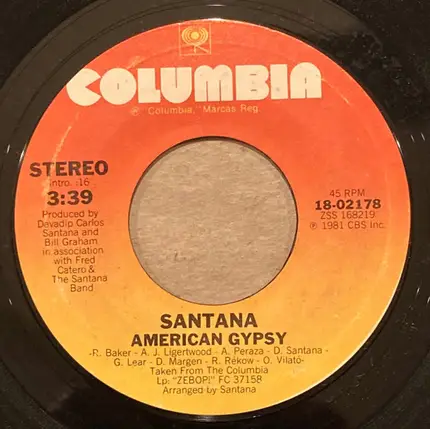 COLUMBIA
℗ "Columbia," Marcas Reg.
STEREO
Intro. :16
3:39
Produced by
Devadip Carlos
Santana and
Bill Graham
in association
with Fred
Catero &
The Santana
Band
45 RPM
18-02178
ZSS 168219
℗ 1981 CBS Inc.
SANTANA
AMERICAN GYPSY
-R. Baker - A. J. Ligertwood - A. Peraza - D. Santana -
G. Lear - D. Margen - R. Rekow - O. Vilato-
Taken From The Columbia
Lp: "ZEBOP!" FC 37158
Arranged by Santana